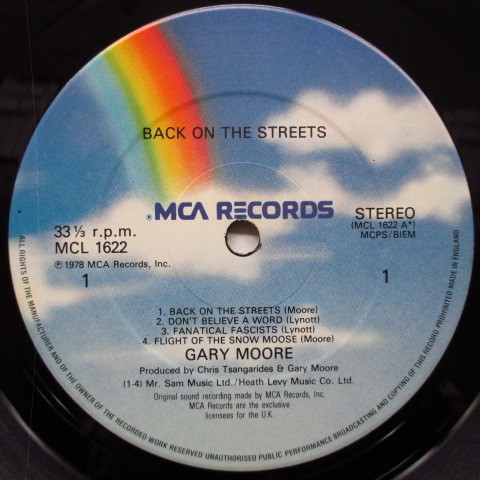 BACK ON THE STREETS
MCA RECORDS
33⅓ r.p.m.
MCL 1622
℗ 1978 MCA Records, Inc.
1
STEREO
(MCL 1622 A*)
MCPS/BIEM
1
1. BACK ON THE STREETS (Moore)
2. DON'T BELIEVE A WORD (Lynott)
3. FANATICAL FASCISTS (Lynott)
4. FLIGHT OF THE SNOW MOOSE (Moore)
GARY MOORE
Produced by Chris Tsangarides & Gary Moore
(1-4) Mr. Sam Music Ltd./Heath Levy Music Co. Ltd.
Original sound recording made by MCA Records, Inc.
MCA Records are the exclusive
licensees for the U.K.
ALL RIGHTS OF THE MANUFACTURER AND OF THE OWNER OF THE RECORDED WORK RESERVED UNAUTHORISED PUBLIC PERFORMANCE BROADCASTING AND COPYING OF THIS RECORD PROHIBITED MADE IN ENGLAND